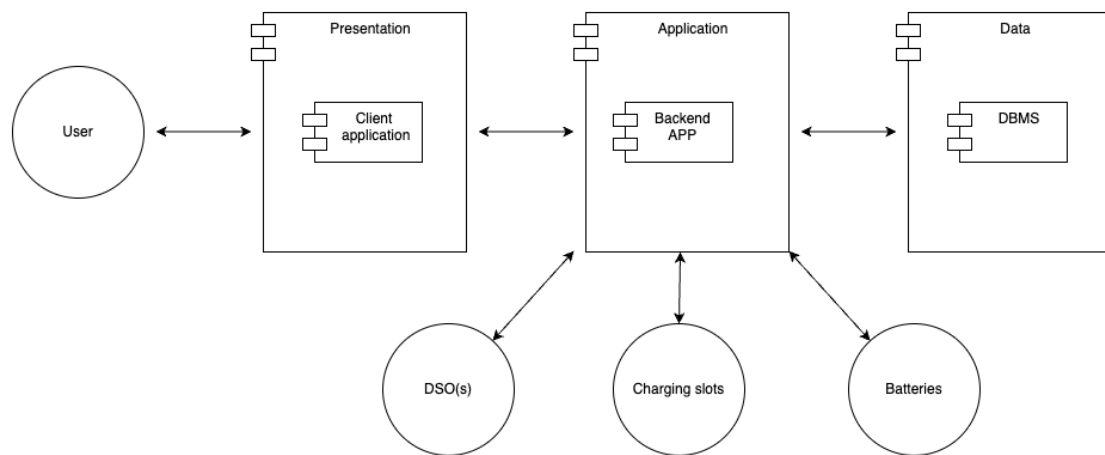 Presentation
Application
Data
User
Client
application
Backend
APP
DBMS
DSO(s)
Charging slots
Batteries